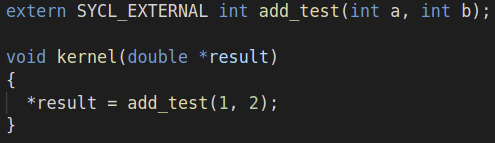 extern SYCL_EXTERNAL int add_test(int a, int b);

void kernel(double *result)
{
  *result = add_test(1, 2);
}